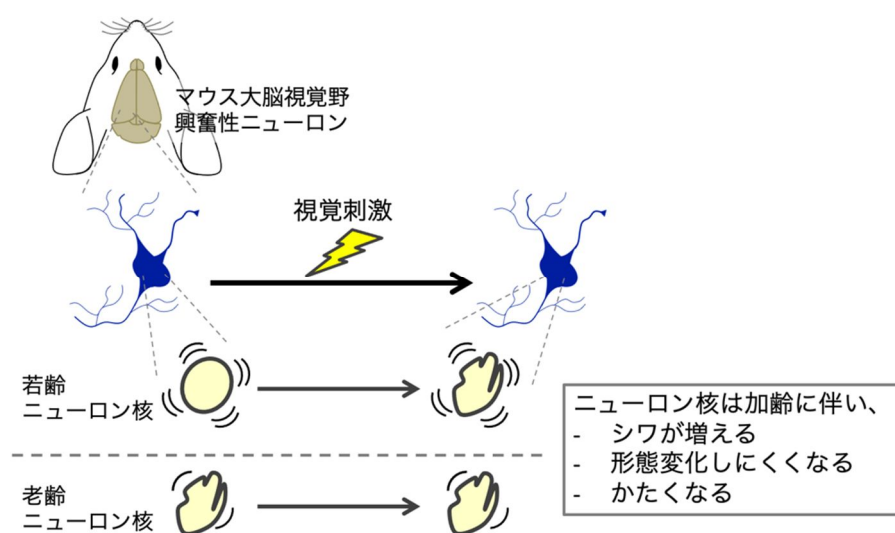 マウス大脳視覚野
興奮性ニューロン
視覚刺激
若齢
ニューロン核
ニューロン核は加齢に伴い、
- シワが増える
- 形態変化しにくくなる
- かたくなる
老齢
ニューロン核